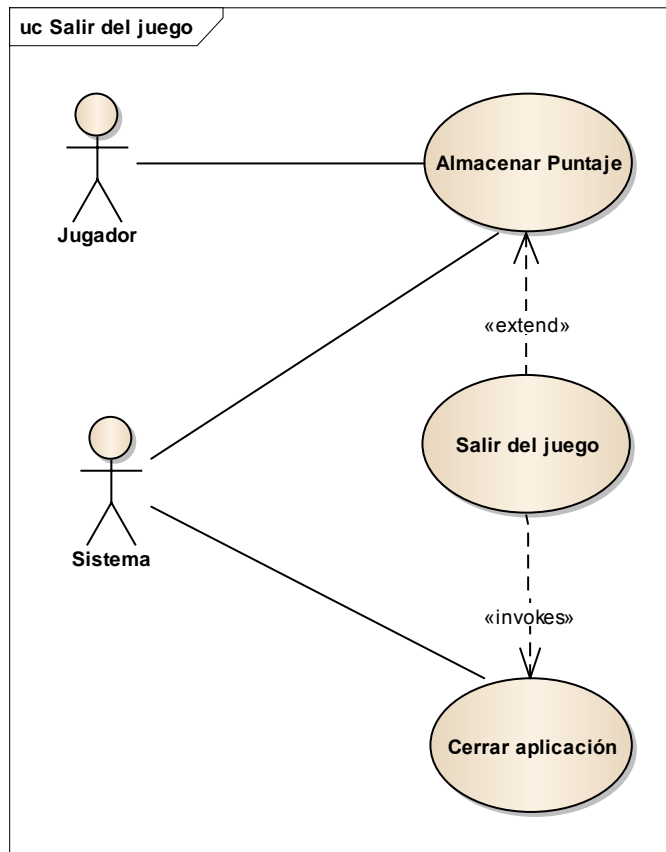 uc Salir del juego
Almacenar Puntaje
Jugador
«extend»
Salir del juego
Sistema
«invokes»
Cerrar aplicación